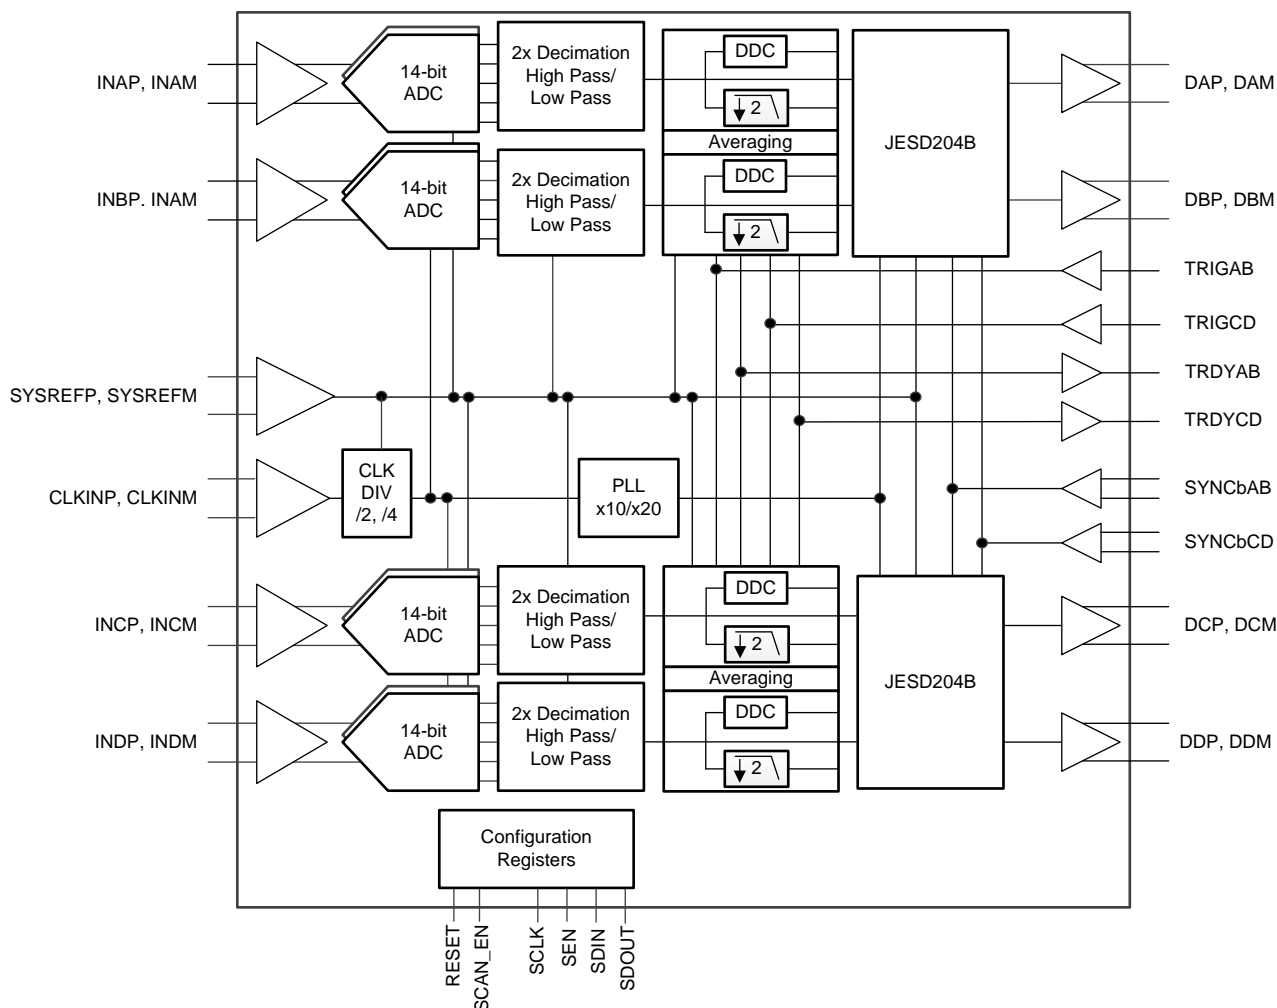 INAP, INAM
14-bit
ADC
2x Decimation
High Pass/
Low Pass
DDC
2
Averaging
JESD204B
DAP, DAM
INBP. INAM
14-bit
ADC
2x Decimation
High Pass/
Low Pass
DDC
2
DBP, DBM
TRIGAB
TRIGCD
TRDYAB
TRDYCD
SYSREFP, SYSREFM
CLKINP, CLKINM
CLK
DIV
/2, /4
PLL
x10/x20
SYNCbAB
SYNCbCD
INCP, INCM
14-bit
ADC
2x Decimation
High Pass/
Low Pass
DDC
2
Averaging
JESD204B
DCP, DCM
INDP, INDM
14-bit
ADC
2x Decimation
High Pass/
Low Pass
DDC
2
DDP, DDM
Configuration
Registers
RESET
SCAN_EN
SCLK
SEN
SDIN
SDOUT